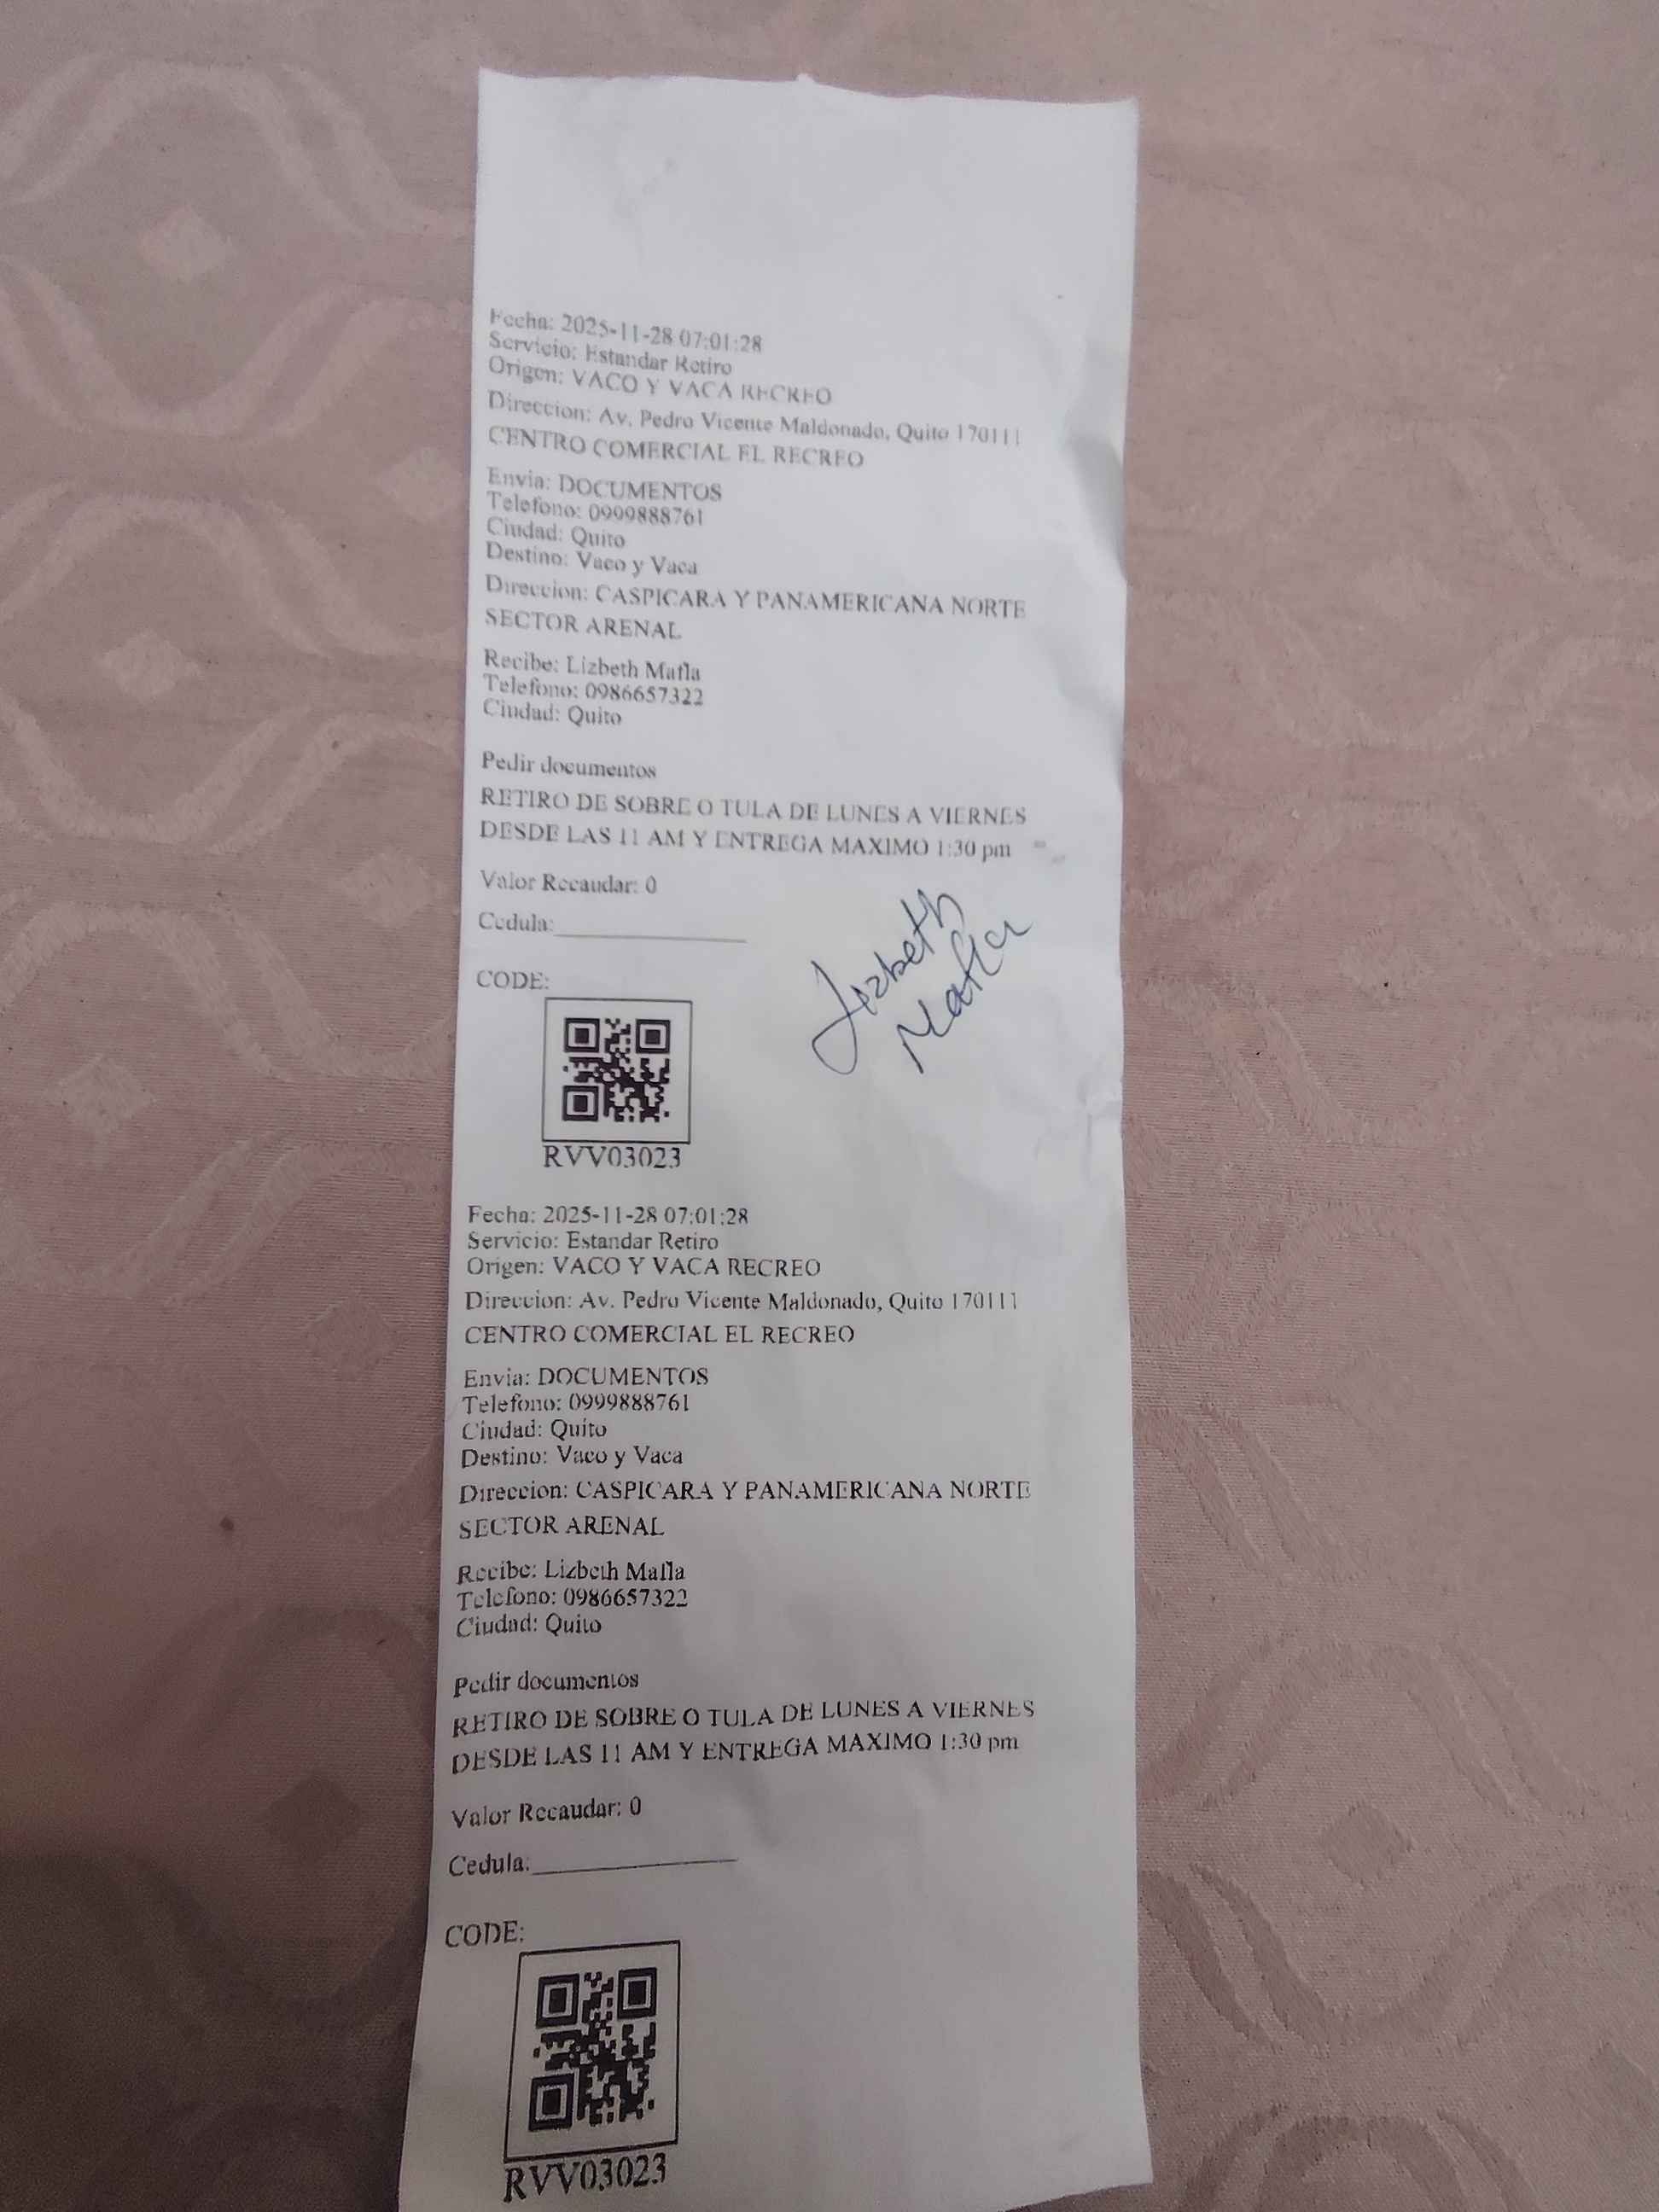 Fecha: 2025-11-28 07:01:28
Servicio: Estandar Retiro
Origen: VACO Y VACA RECREO
Direccion: Av. Pedro Vicente Maldonado, Quito 170111
CENTRO COMERCIAL EL RECREO
Envia: DOCUMENTOS
Telefono: 0999888761
Ciudad: Quito
Destino: Vaco y Vaca
Direccion: CASPICARA Y PANAMERICANA NORTE
SECTOR ARENAL
Recibe: Lizbeth Mafla
Telefono: 0986657322
Ciudad: Quito
Pedir documentos
RETIRO DE SOBRE O TULA DE LUNES A VIERNES
DESDE LAS 11 AM Y ENTREGA MAXIMO 1:30 pm
Valor Recaudar: 0
Cedula:
Lizbeth
Mafla
CODE:
RVV03023
Fecha: 2025-11-28 07:01:28
Servicio: Estandar Retiro
Origen: VACO Y VACA RECREO
Direccion: Av. Pedro Vicente Maldonado, Quito 170111
CENTRO COMERCIAL EL RECREO
Envia: DOCUMENTOS
Telefono: 0999888761
Ciudad: Quito
Destino: Vaco y Vaca
Direccion: CASPICARA Y PANAMERICANA NORTE
SECTOR ARENAL
Recibe: Lizbeth Mafla
Telefono: 0986657322
Ciudad: Quito
Pedir documentos
RETIRO DE SOBRE O TULA DE LUNES A VIERNES
DESDE LAS 11 AM Y ENTREGA MAXIMO 1:30 pm
Valor Recaudar: 0
Cedula:
CODE:
RVV03023